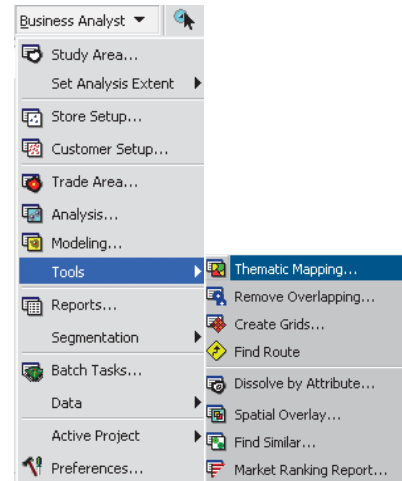 Business Analyst
Study Area...
Set Analysis Extent
Store Setup...
Customer Setup...
Trade Area...
Analysis...
Modeling...
Tools
Reports...
Segmentation
Batch Tasks...
Data
Active Project
Preferences...
Thematic Mapping...
Remove Overlapping...
Create Grids...
Find Route
Dissolve by Attribute...
Spatial Overlay...
Find Similar...
Market Ranking Report...